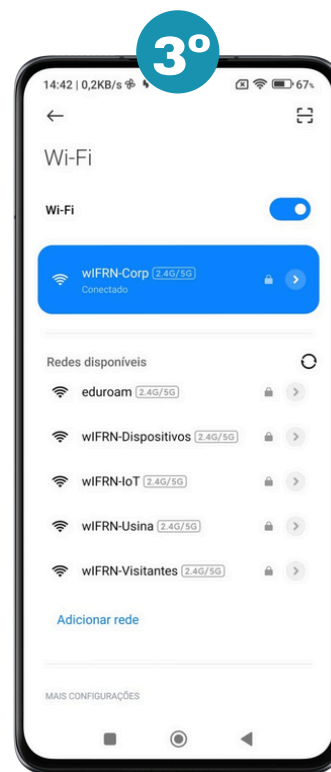 3º
14:42 | 0,2KB/s
67%
Wi-Fi
Wi-Fi
wIFRN-Corp 2.4G/5G
Conectado
Redes disponíveis
eduroam 2.4G/5G
wIFRN-Dispositivos 2.4G/5G
wIFRN-IoT 2.4G/5G
wIFRN-Usina 2.4G/5G
wIFRN-Visitantes 2.4G/5G
Adicionar rede
MAIS CONFIGURAÇÕES